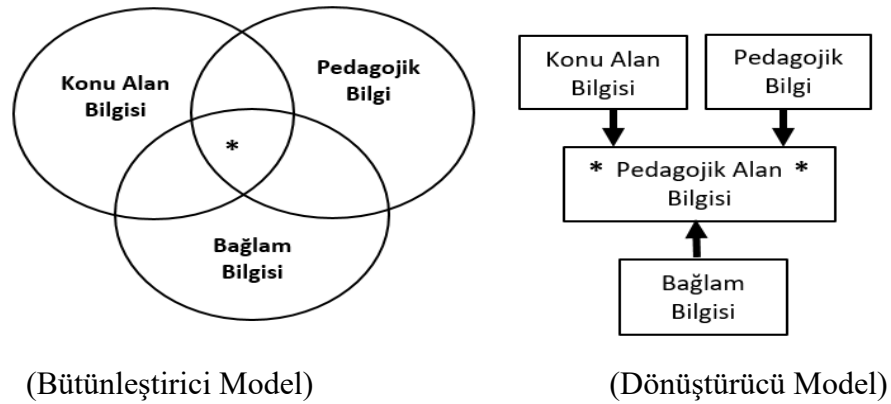 Konu Alan
Bilgisi
Pedagojik
Bilgi
*
Bağlam
Bilgisi
(Bütünleştirici Model)
Konu Alan
Bilgisi
Pedagojik
Bilgi
* Pedagojik Alan *
Bilgisi
Bağlam
Bilgisi
(Dönüştürücü Model)